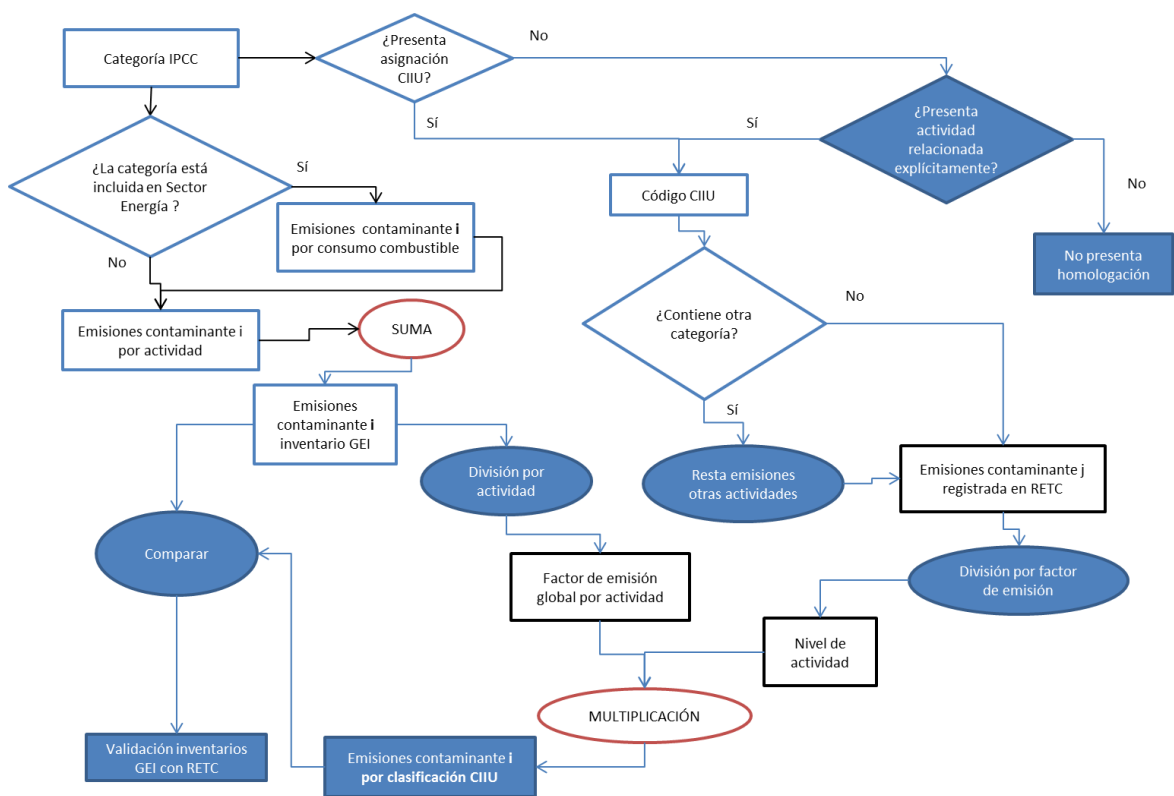 Categoría IPCC
¿Presenta
asignación
CIIU?
No
¿Presenta
actividad
relacionada
explícitamente?
Sí
Sí
No
¿La categoría está
incluida en Sector
Energía ?
Sí
No
Emisiones contaminante i
por consumo combustible
Código CIIU
No presenta
homologación
Emisiones contaminante i
por actividad
SUMA
¿Contiene otra
categoría?
No
Sí
Emisiones
contaminante i
inventario GEI
División por
actividad
Resta emisiones
otras actividades
Emisiones contaminante j
registrada en RETC
Comparar
Factor de emisión
global por actividad
División por factor
de emisión
Nivel de
actividad
MULTIPLICACIÓN
Validación inventarios
GEI con RETC
Emisiones contaminante i
por clasificación CIIU